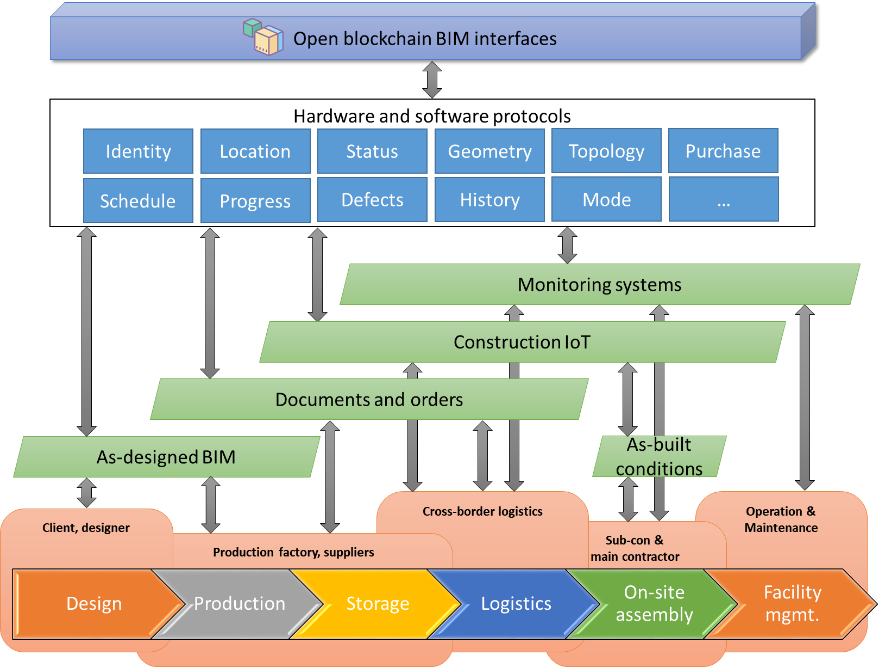 Open blockchain BIM interfaces
Hardware and software protocols
Identity
Location
Status
Geometry
Topology
Purchase
Schedule
Progress
Defects
History
Mode
...
Monitoring systems
Construction IoT
Documents and orders
As-designed BIM
As-built
conditions
Client, designer
Production factory, suppliers
Cross-border logistics
Sub-con &
main contractor
Operation &
Maintenance
Design
Production
Storage
Logistics
On-site
assembly
Facility
mgmt.